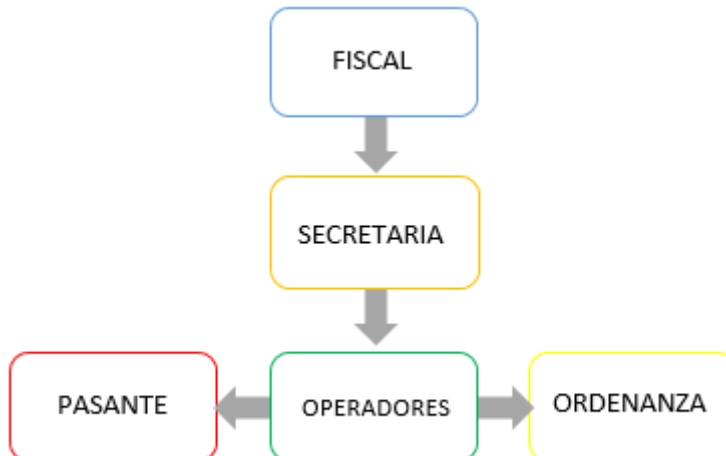 FISCAL
SECRETARIA
PASANTE
OPERADORES
ORDENANZA